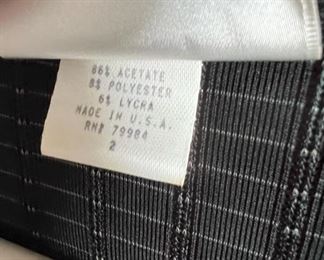 86% ACETATE
8% POLYESTER
6% LYCRA
MADE IN U.S.A.
RN# 79984
2